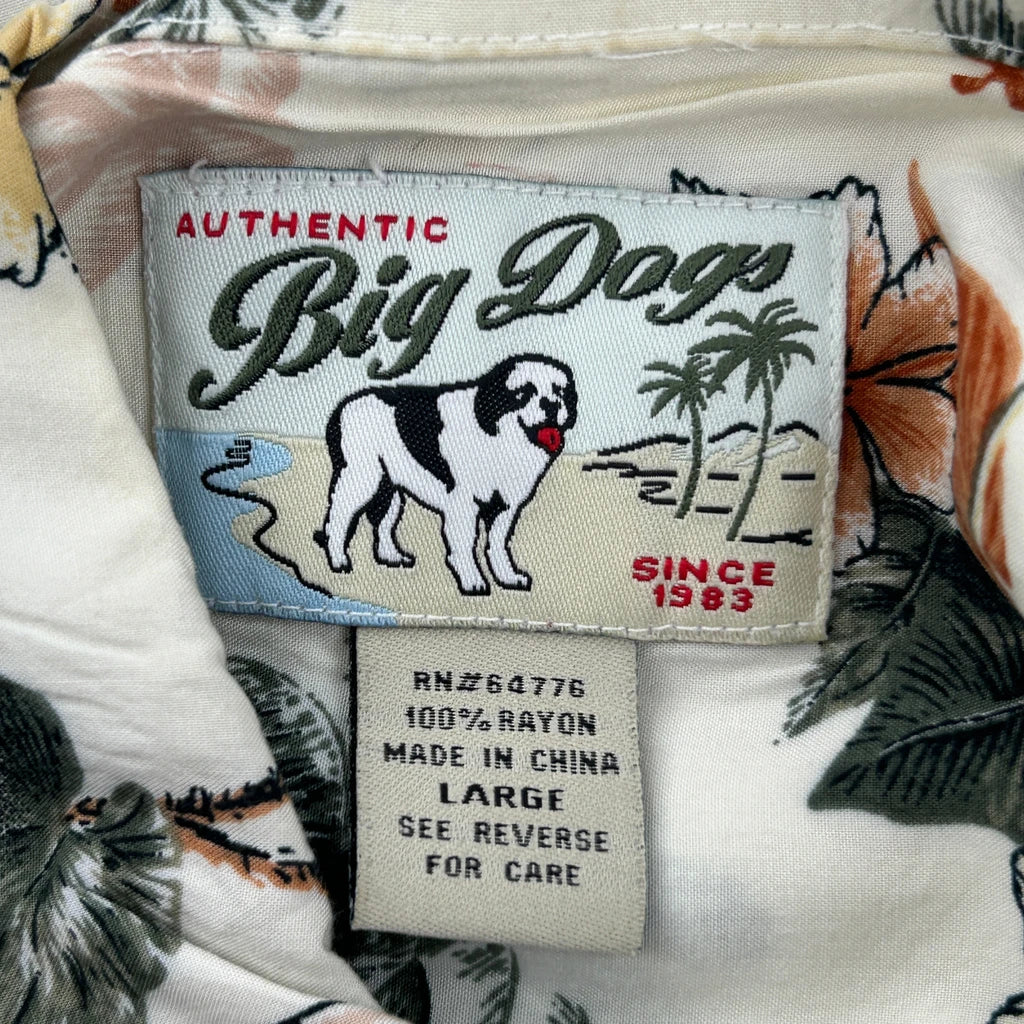 AUTHENTIC
Big Dogs
SINCE
1983
RN#64776
100% RAYON
MADE IN CHINA
LARGE
SEE REVERSE
FOR CARE